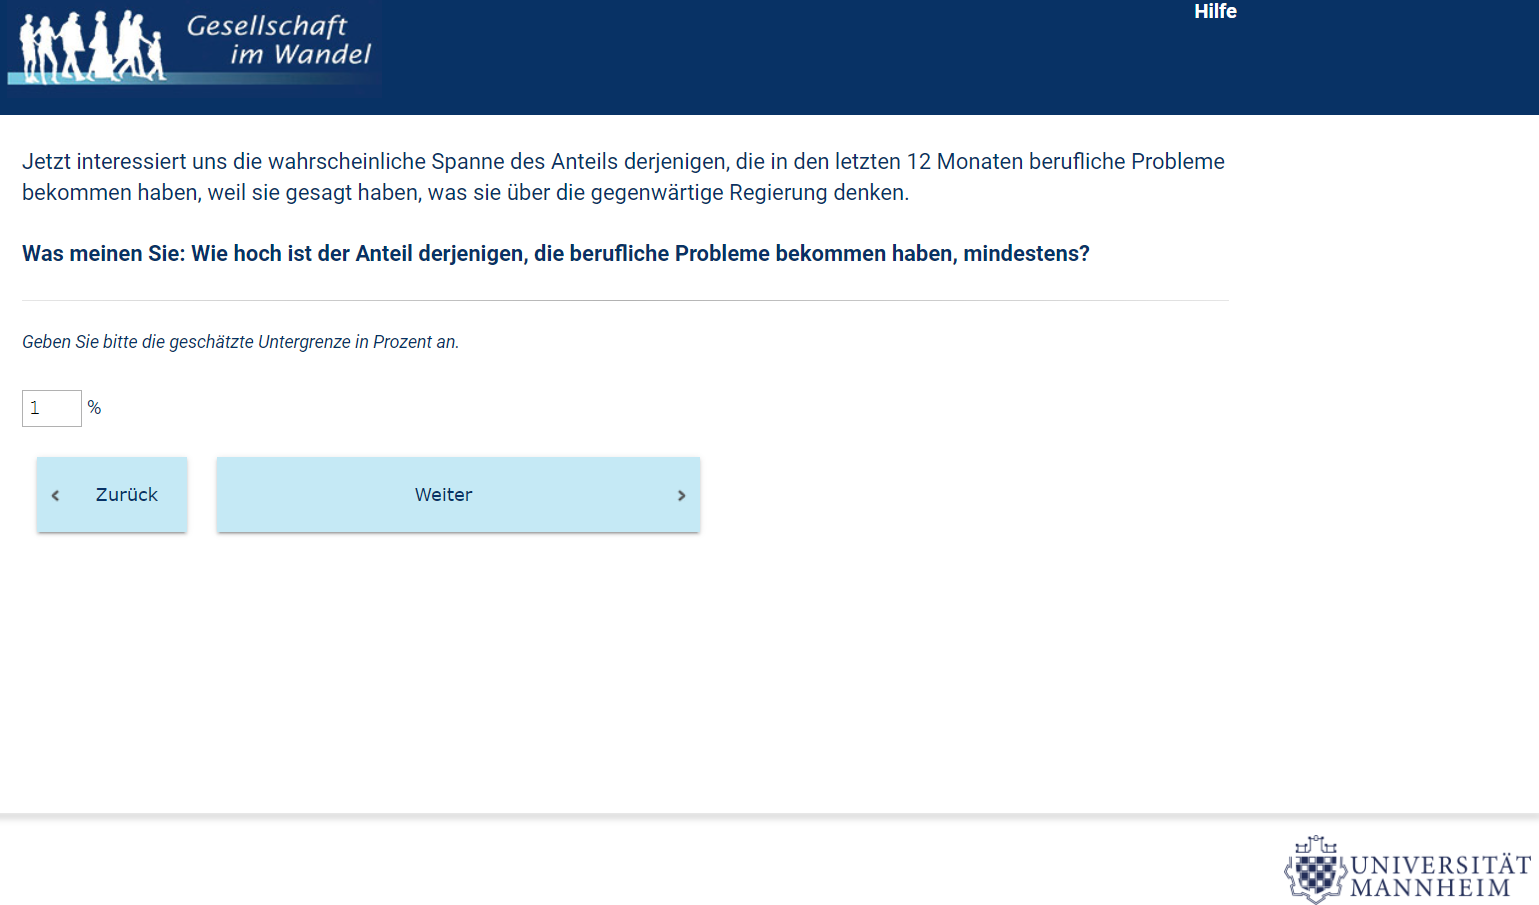 Gesellschaft
im Wandel
Hilfe
Jetzt interessiert uns die wahrscheinliche Spanne des Anteils derjenigen, die in den letzten 12 Monaten berufliche Probleme
bekommen haben, weil sie gesagt haben, was sie über die gegenwärtige Regierung denken.
Was meinen Sie: Wie hoch ist der Anteil derjenigen, die berufliche Probleme bekommen haben, mindestens?
Geben Sie bitte die geschätzte Untergrenze in Prozent an.
1 %
‹ Zurück
Weiter ›
UNIVERSITÄT
MANNHEIM